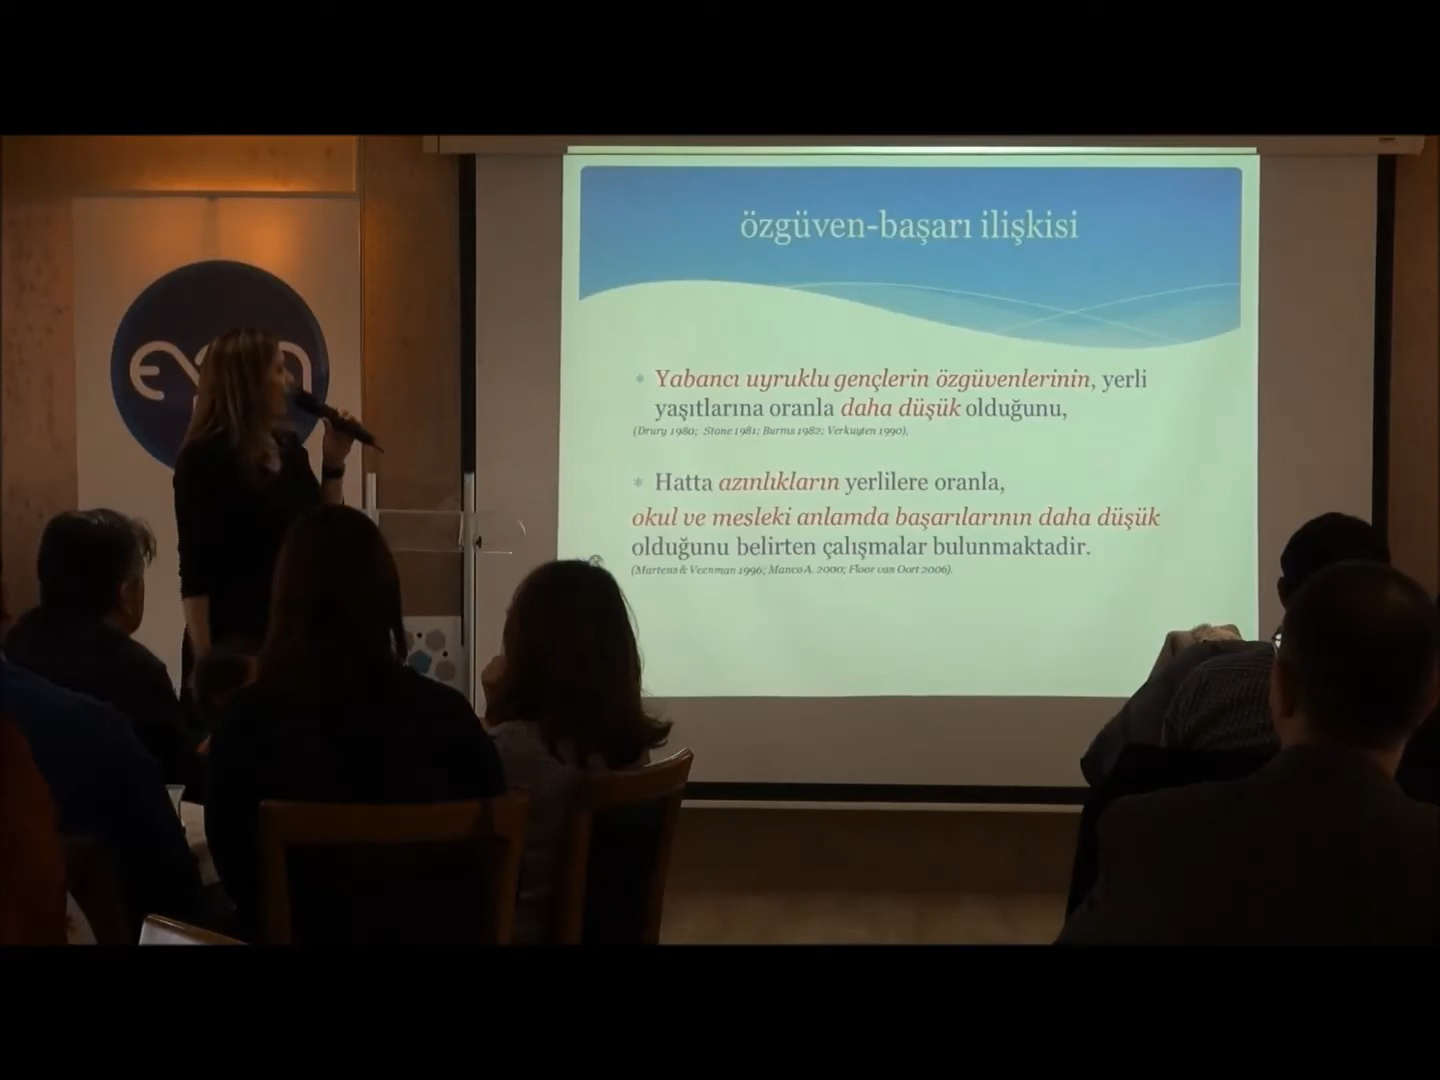 özgüven-başarı ilişkisi
* Yabancı uyruklu gençlerin özgüvenlerinin, yerli
yaşıtlarına oranla daha düşük olduğunu,
(Drury 1980; Stone 1981; Burms 1982; Verkuyten 1990).
* Hatta azınlıkların yerlilere oranla,
okul ve mesleki anlamda başarılarının daha düşük
olduğunu belirten çalışmalar bulunmaktadir.
(Martens & Veenman 1996; Manco A. 2000; Floor van Oort 2006).